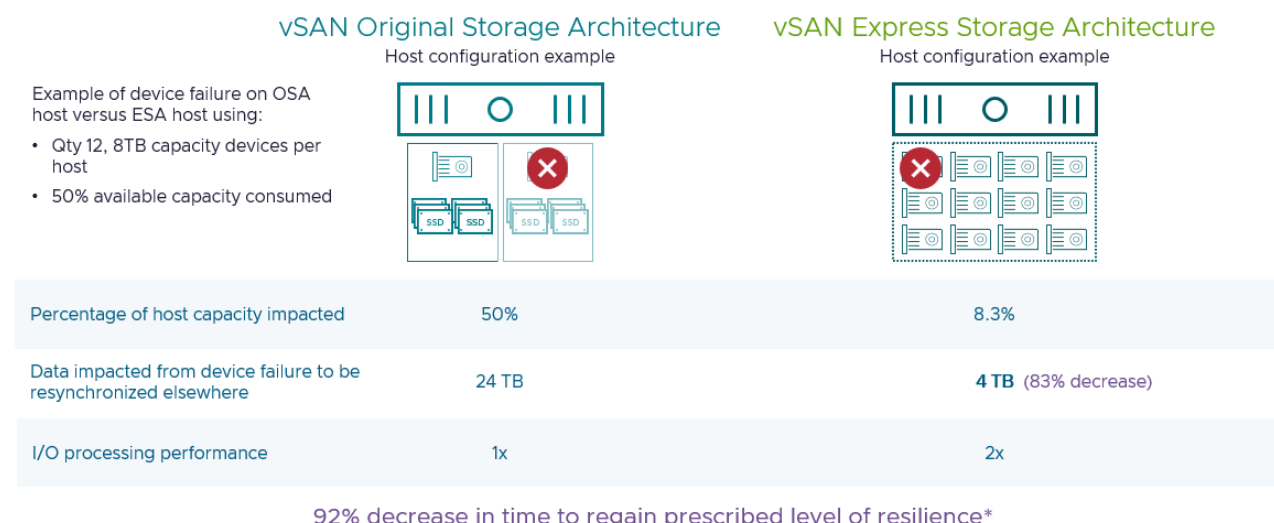 vSAN Original Storage Architecture
Host configuration example
vSAN Express Storage Architecture
Host configuration example
Example of device failure on OSA
host versus ESA host using:
• Qty 12, 8TB capacity devices per
host
• 50% available capacity consumed
SSD SSD SSD SSD
Percentage of host capacity impacted
50%
8.3%
Data impacted from device failure to be
resynchronized elsewhere
24 TB
4 TB (83% decrease)
I/O processing performance
1x
2x
92% decrease in time to regain prescribed level of resilience*